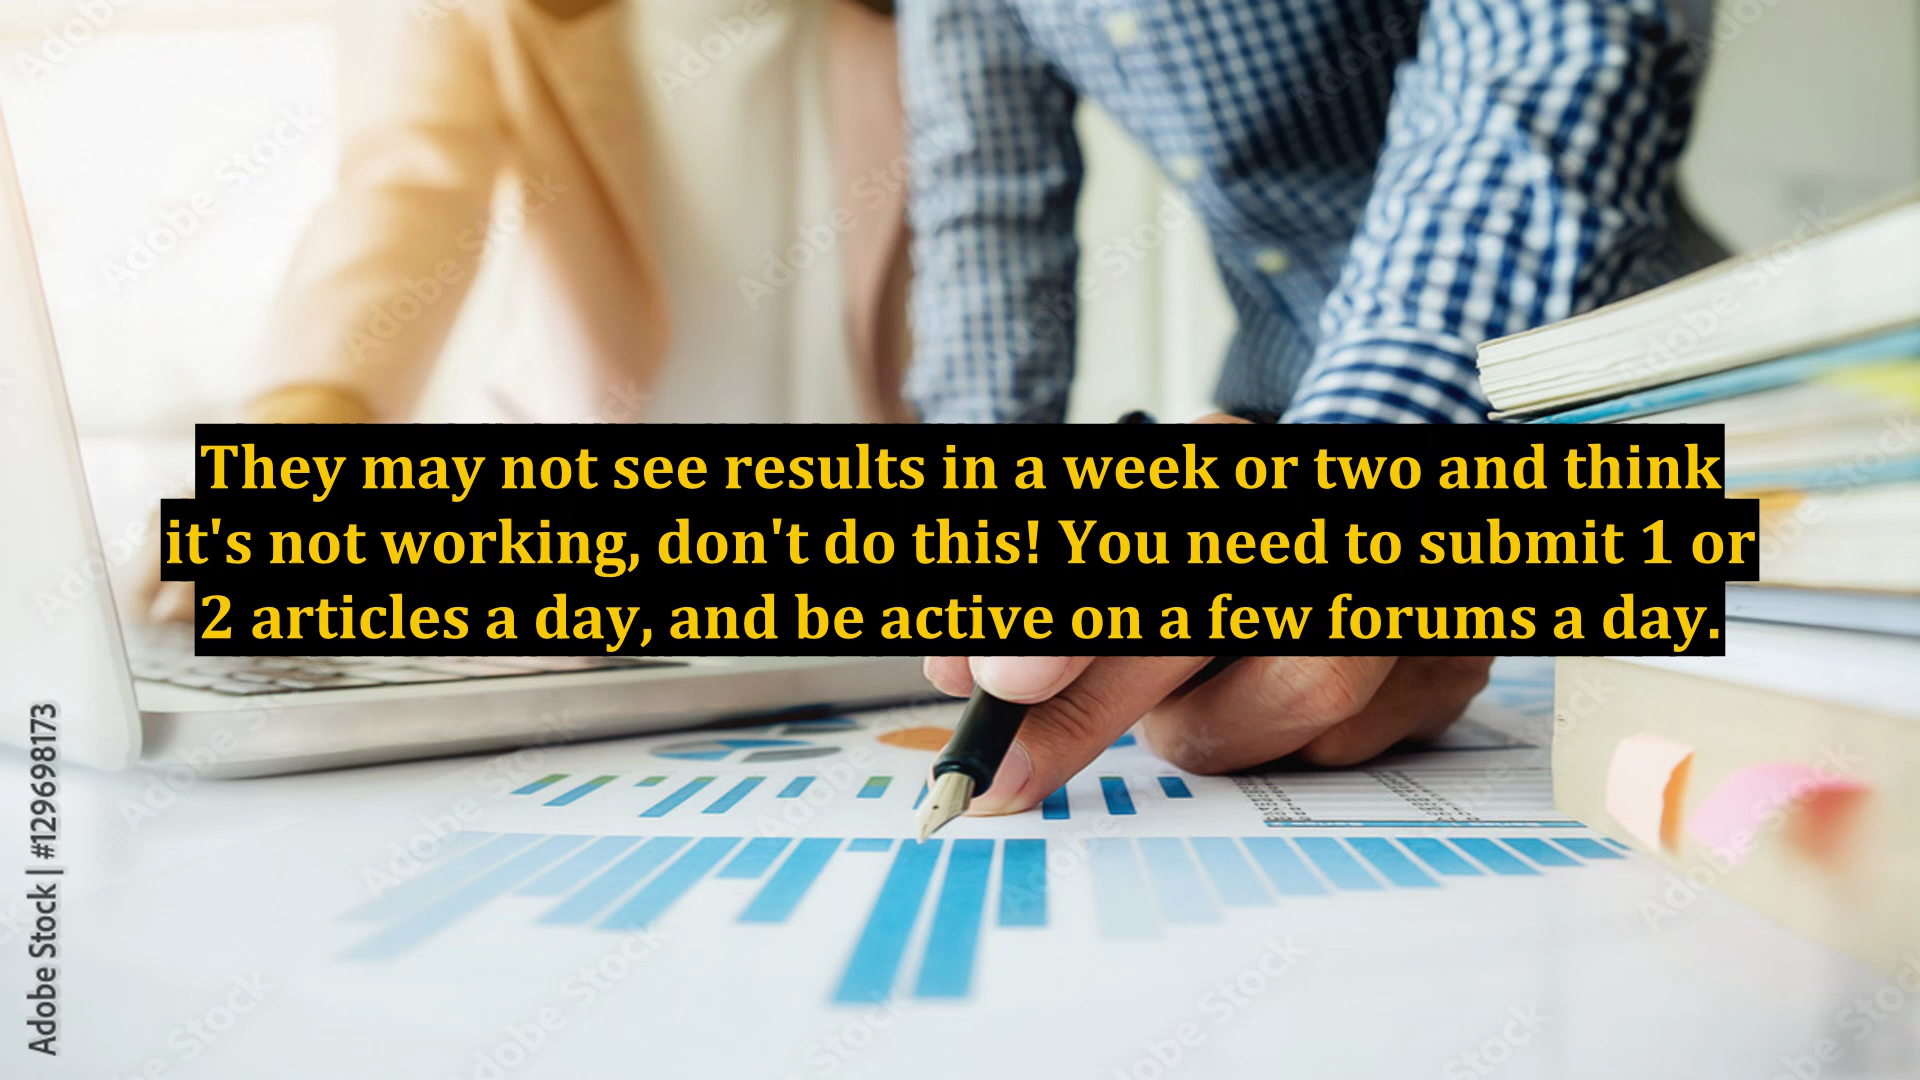 They may not see results in a week or two and think
it's not working, don't do this! You need to submit 1 or
2 articles a day, and be active on a few forums a day.
Adobe Stock | #129698173